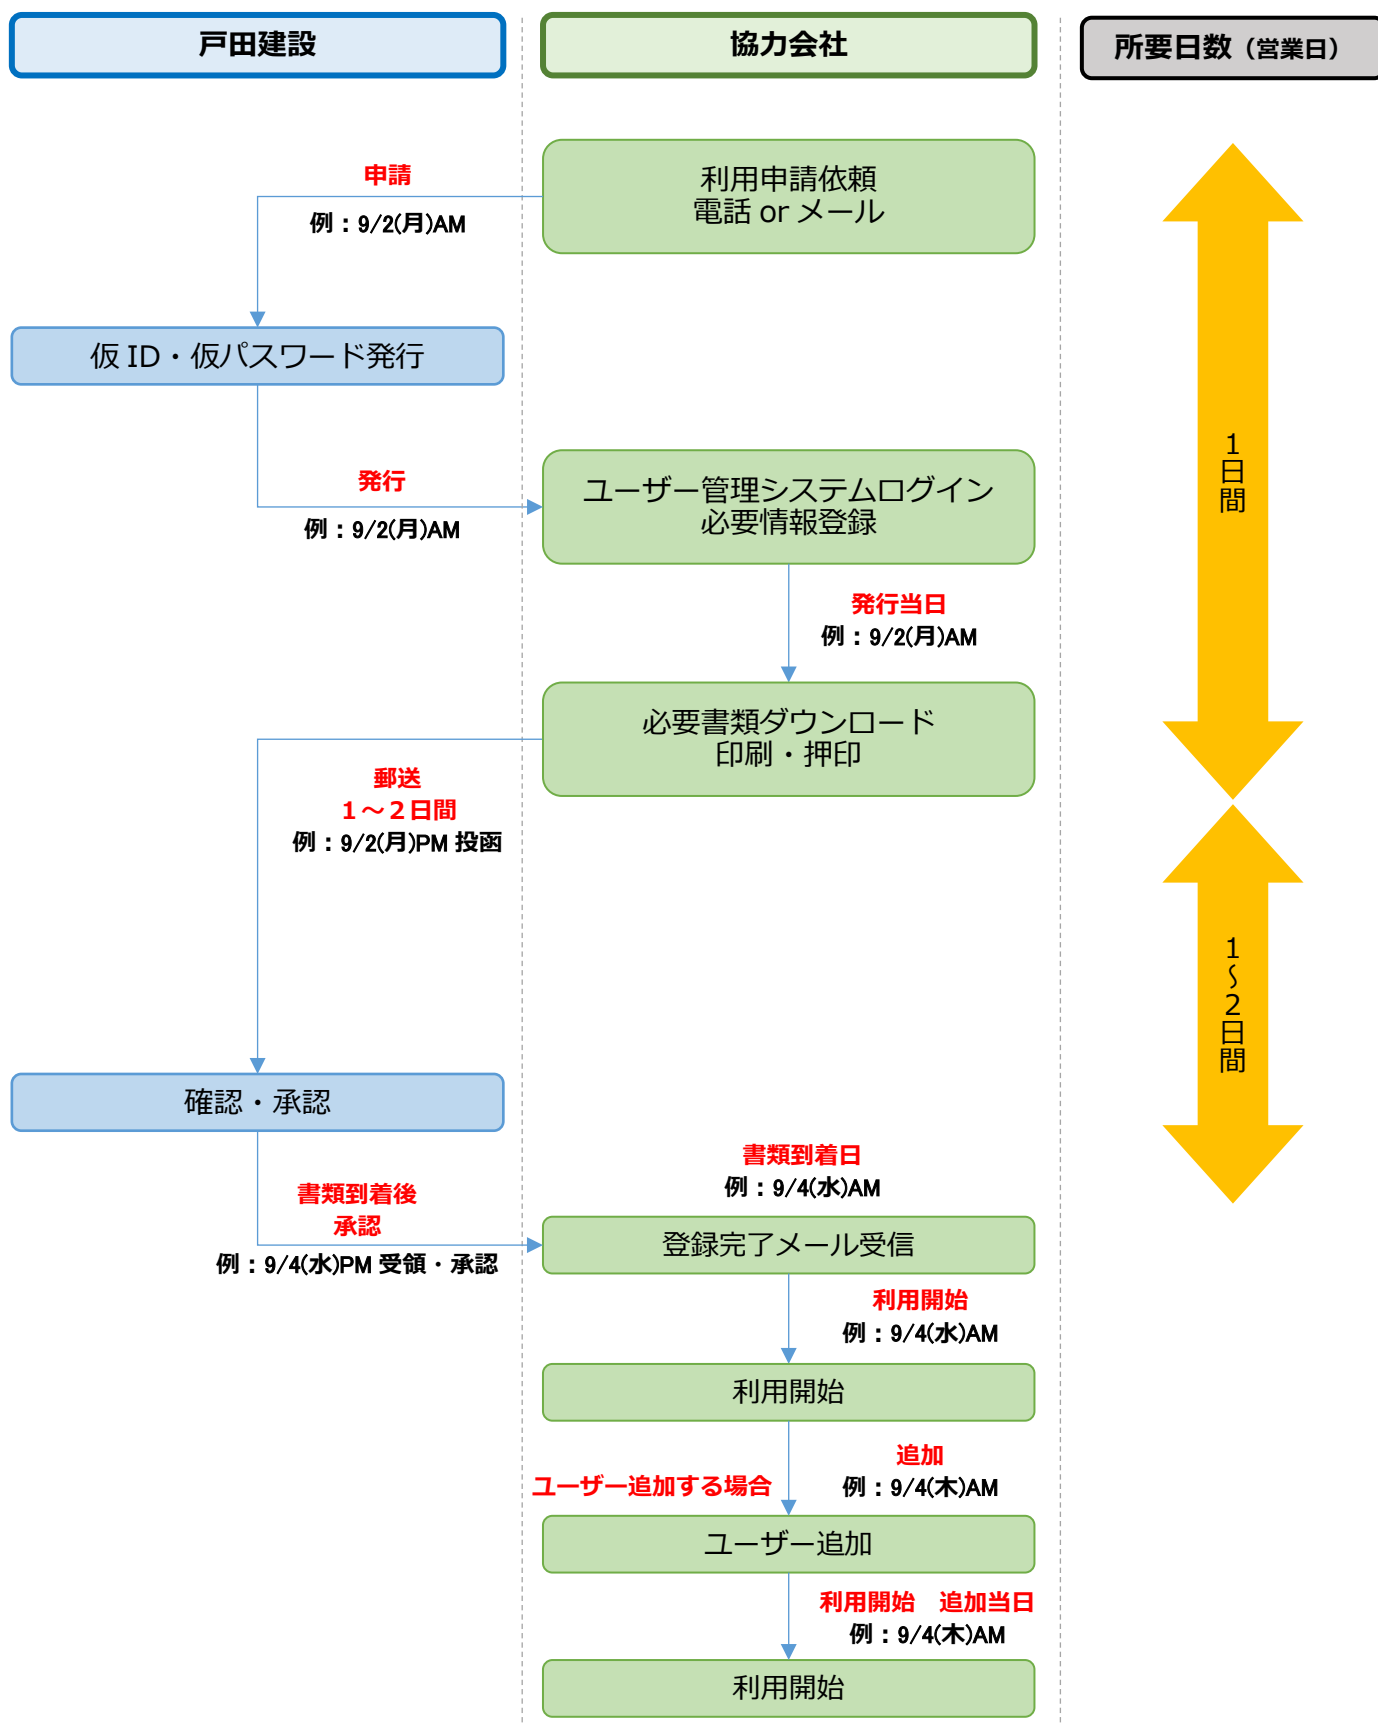 戸田建設
協力会社
所要日数（営業日）
利用申請依頼
電話 or メール
申請
例：9/2(月)AM
仮 ID・仮パスワード発行
発行
例：9/2(月)AM
ユーザー管理システムログイン
必要情報登録
発行当日
例：9/2(月)AM
1日間
必要書類ダウンロード
印刷・押印
郵送
１～２日間
例：9/2(月)PM 投函
1～2日間
確認・承認
書類到着後
承認
例：9/4(水)PM 受領・承認
書類到着日
例：9/4(水)AM
登録完了メール受信
利用開始
例：9/4(水)AM
利用開始
追加
例：9/4(木)AM
ユーザー追加する場合
ユーザー追加
利用開始　追加当日
例：9/4(木)AM
利用開始